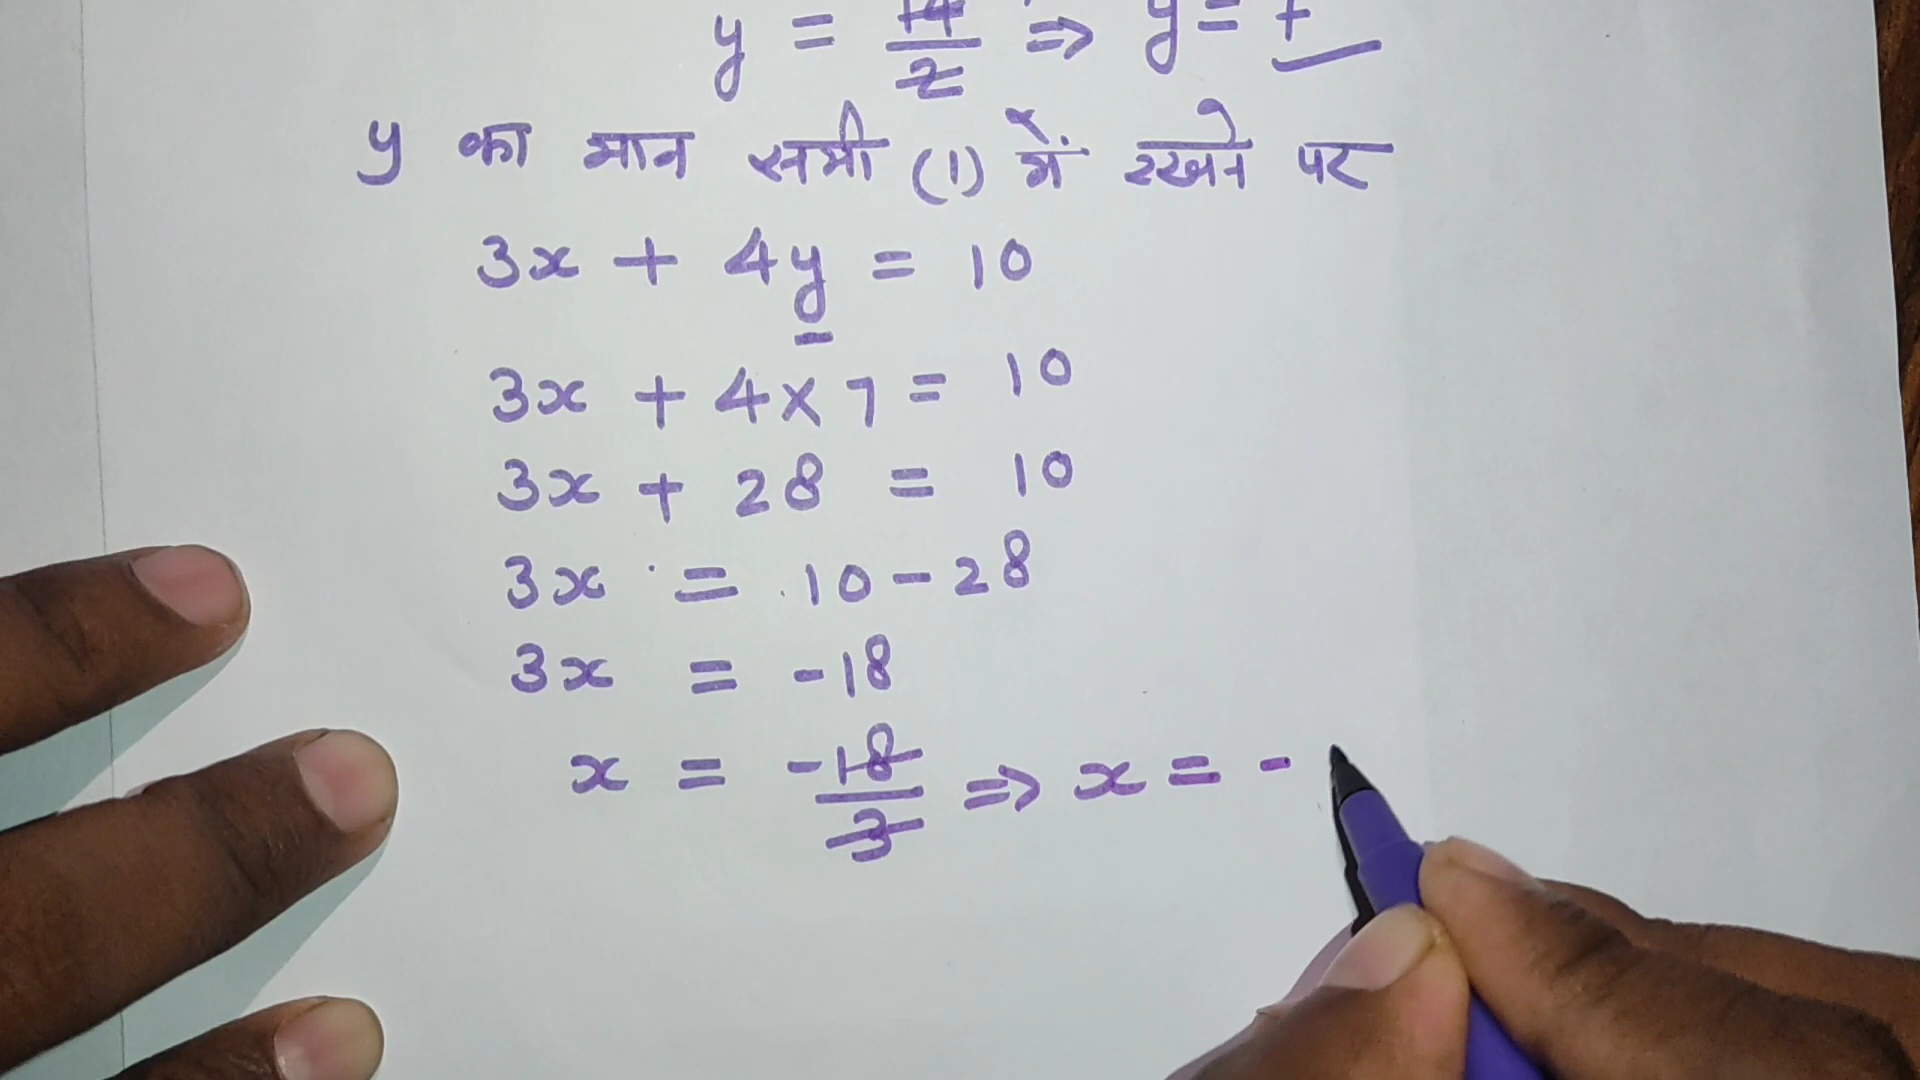 y = 14/2 ⇒ y = 7
y का मान समी (1) में रखने पर
3x + 4y = 10
3x + 4 × 7 = 10
3x + 28 = 10
3x = 10 - 28
3x = -18
x = -18/3 ⇒ x = -